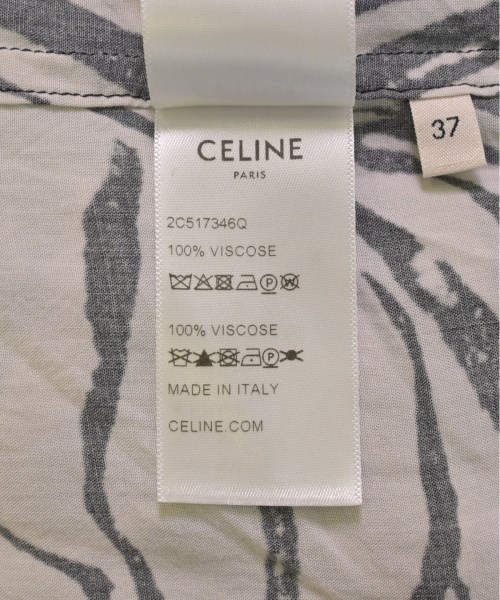 CELINE
PARIS
37
2C517346Q
100% VISCOSE
P W
100% VISCOSE
P
MADE IN ITALY
CELINE.COM